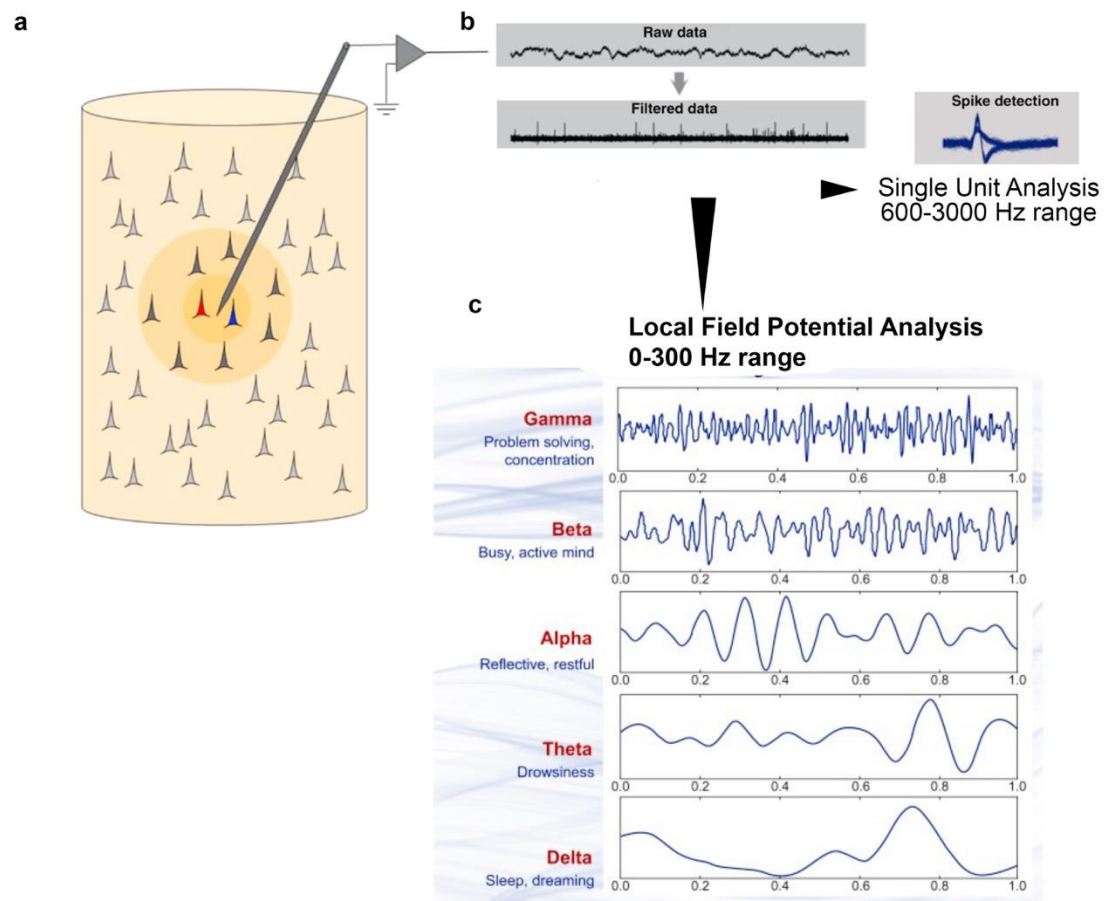 a
b
Raw data
Filtered data
Spike detection
Single Unit Analysis
600-3000 Hz range
c
Local Field Potential Analysis
0-300 Hz range
Gamma
Problem solving,
concentration
0.0 0.2 0.4 0.6 0.8 1.0
Beta
Busy, active mind
0.0 0.2 0.4 0.6 0.8 1.0
Alpha
Reflective, restful
0.0 0.2 0.4 0.6 0.8 1.0
Theta
Drowsiness
0.0 0.2 0.4 0.6 0.8 1.0
Delta
Sleep, dreaming
0.0 0.2 0.4 0.6 0.8 1.0